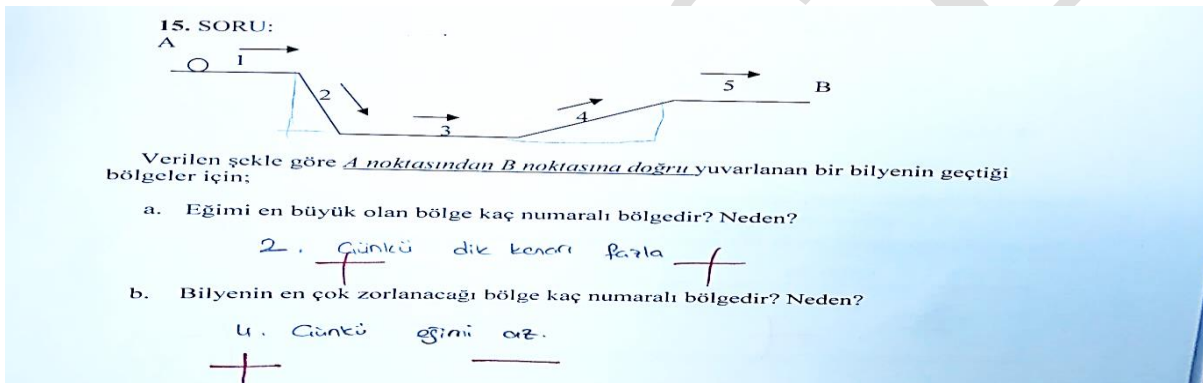 15. SORU:
A
1
2
3
4
5
B
Verilen şekle göre A noktasından B noktasına doğru yuvarlanan bir bilyenin geçtiği
bölgeler için;
a. Eğimi en büyük olan bölge kaç numaralı bölgedir? Neden?
2. Çünkü dik kenarı fazla
b. Bilyenin en çok zorlanacağı bölge kaç numaralı bölgedir? Neden?
4. Çünkü eğimi az.